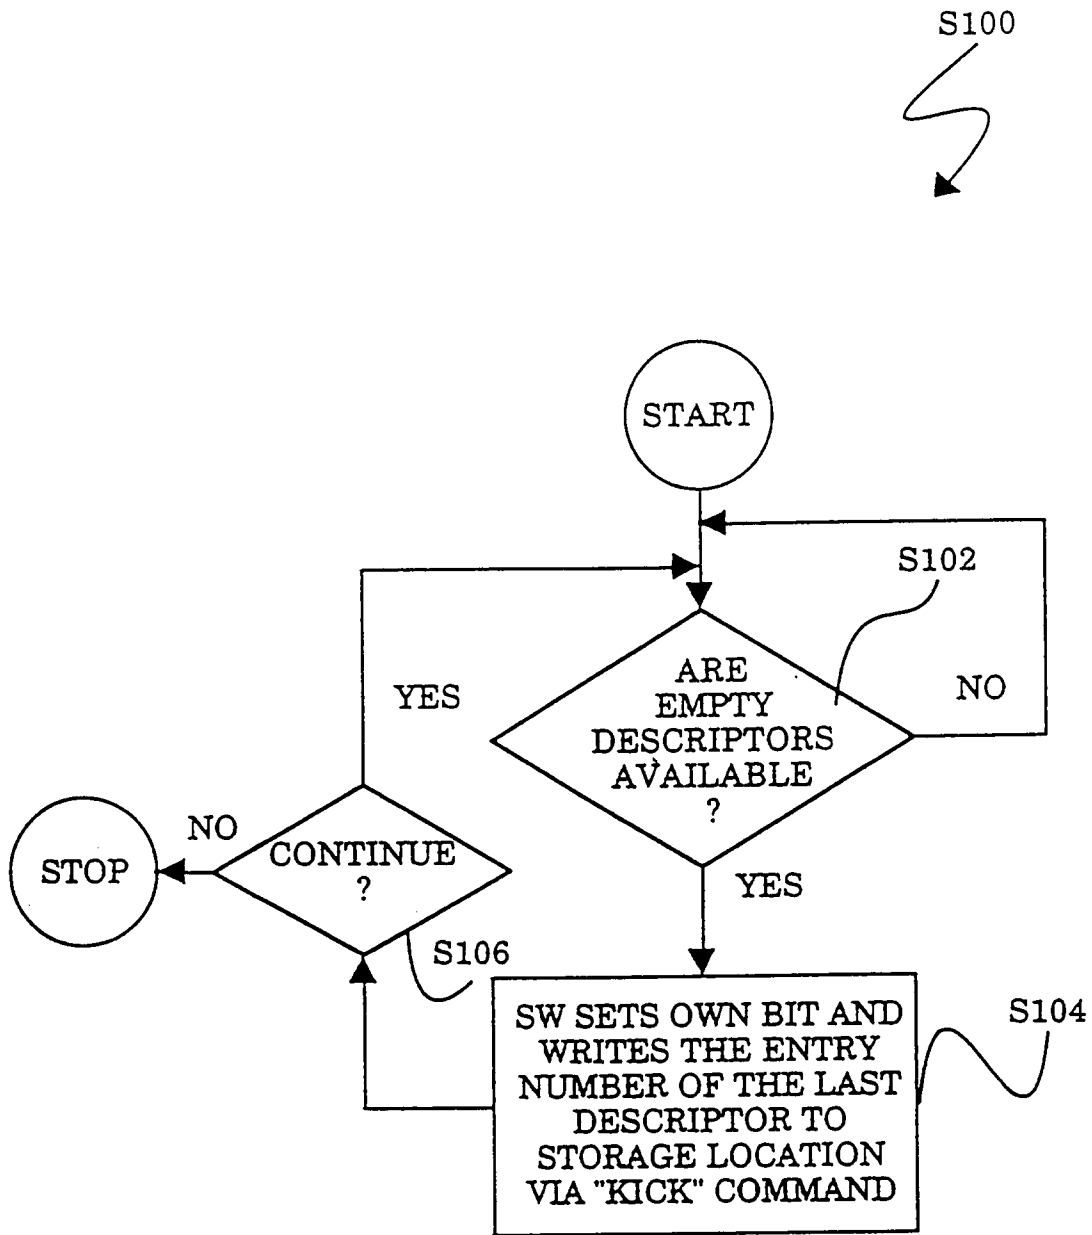 S100
START
S102
ARE
EMPTY
DESCRIPTORS
AVAILABLE
?
NO
YES
NO
CONTINUE
?
STOP
YES
S106
SW SETS OWN BIT AND
WRITES THE ENTRY
NUMBER OF THE LAST
DESCRIPTOR TO
STORAGE LOCATION
VIA "KICK" COMMAND
S104